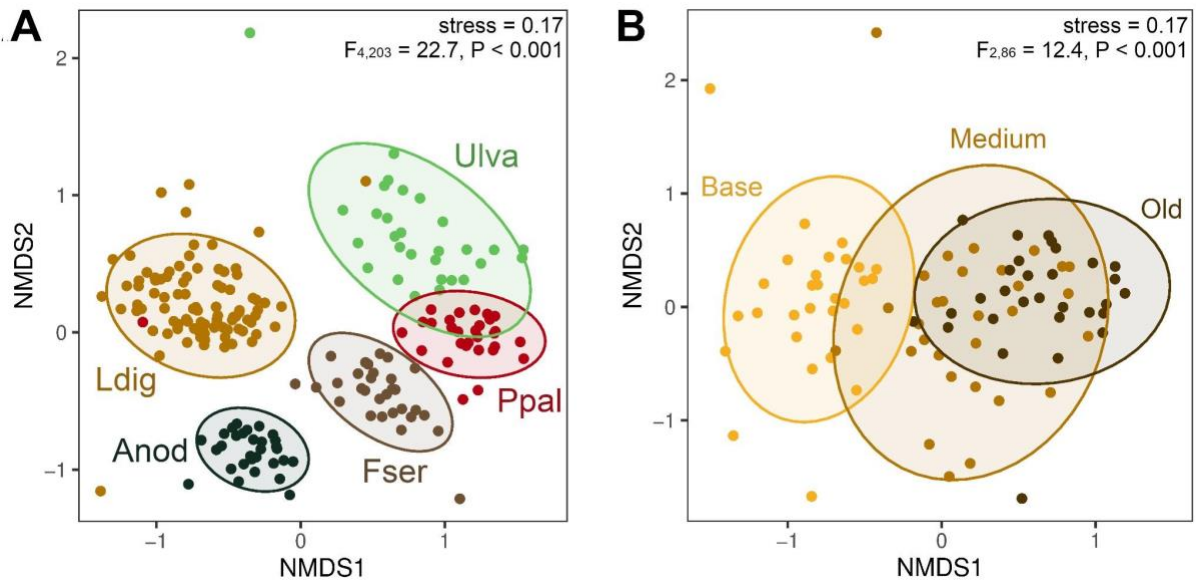 A
stress = 0.17
F4,203 = 22.7, P < 0.001
NMDS2
2
1
0
−1
Ulva
Ldig
Ppal
Anod
Fser
−1
0
1
NMDS1
B
stress = 0.17
F2,86 = 12.4, P < 0.001
NMDS2
2
1
0
−1
Medium
Base
Old
−1
0
1
NMDS1